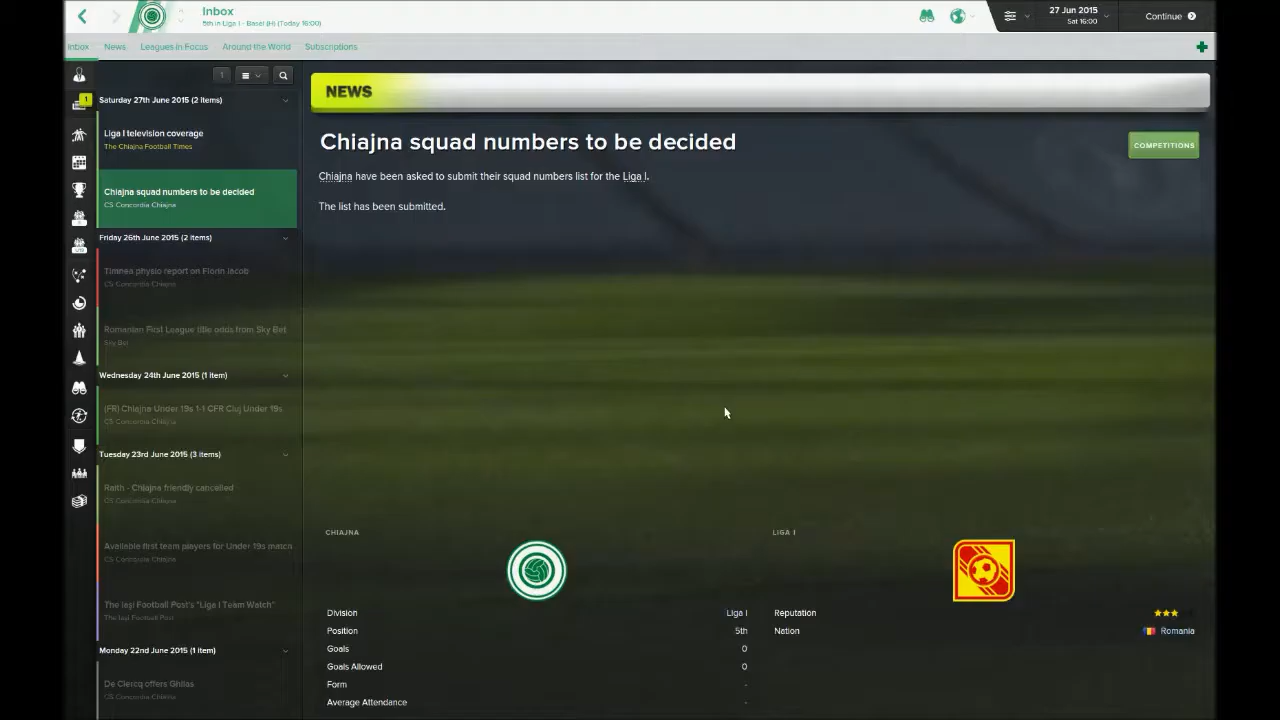 Inbox
5th in Liga I - Basel (H) (Today 16:00)
27 Jun 2015
Sat 16:00
Continue
Inbox
News
Leagues in Focus
Around the World
Subscriptions
1
1
Saturday 27th June 2015 (2 items)
Liga I television coverage
The Chiajna Football Times
Chiajna squad numbers to be decided
CS Concordia Chiajna
Friday 26th June 2015 (2 items)
Timnea physio report on Florin Iacob
CS Concordia Chiajna
Romanian First League title odds from Sky Bet
Sky Bet
Wednesday 24th June 2015 (1 item)
(FR) Chiajna Under 19s 1-1 CFR Cluj Under 19s
CS Concordia Chiajna
Tuesday 23rd June 2015 (3 items)
Raith - Chiajna friendly cancelled
CS Concordia Chiajna
Available first team players for Under 19s match
CS Concordia Chiajna
The Iasi Football Post's "Liga I Team Watch"
The Iasi Football Post
Monday 22nd June 2015 (1 item)
De Clercq offers Ghilas
CS Concordia Chiajna
NEWS
Chiajna squad numbers to be decided
COMPETITIONS
Chiajna have been asked to submit their squad numbers list for the Liga I.
The list has been submitted.
CHIAJNA
Division Liga I
Position 5th
Goals 0
Goals Allowed 0
Form -
Average Attendance -
LIGA I
Reputation
Nation Romania